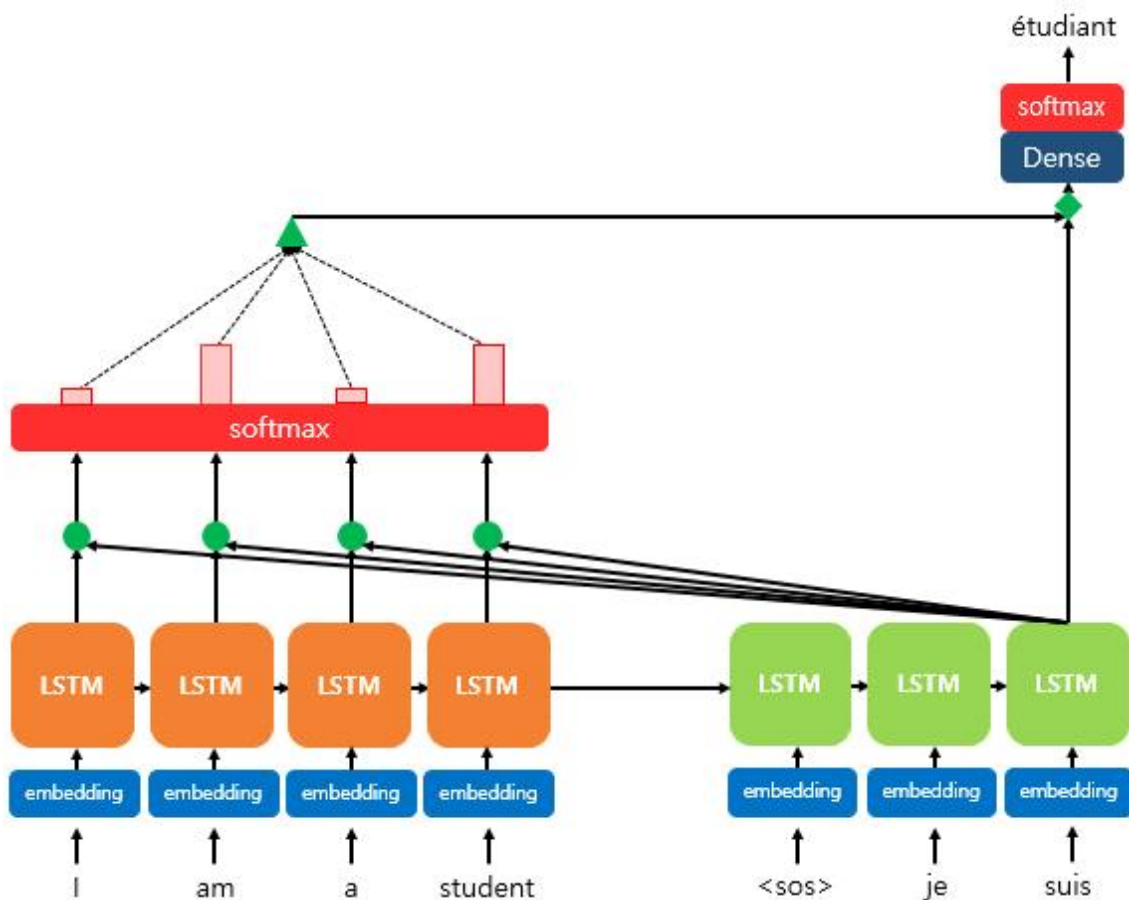 étudiant
softmax
Dense
softmax
LSTM LSTM LSTM LSTM LSTM LSTM LSTM
embedding embedding embedding embedding embedding embedding embedding
I am a student <sos> je suis